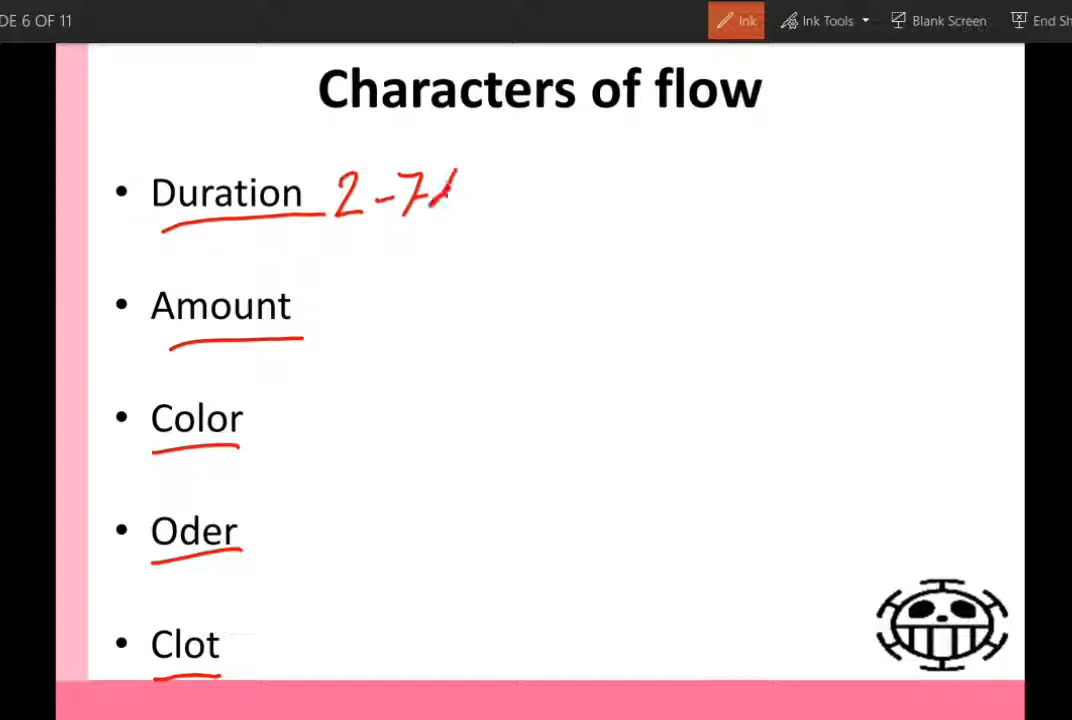 DE 6 OF 11 Ink Ink Tools Blank Screen End Sh
Characters of flow
• Duration 2-7d
• Amount
• Color
• Oder
• Clot